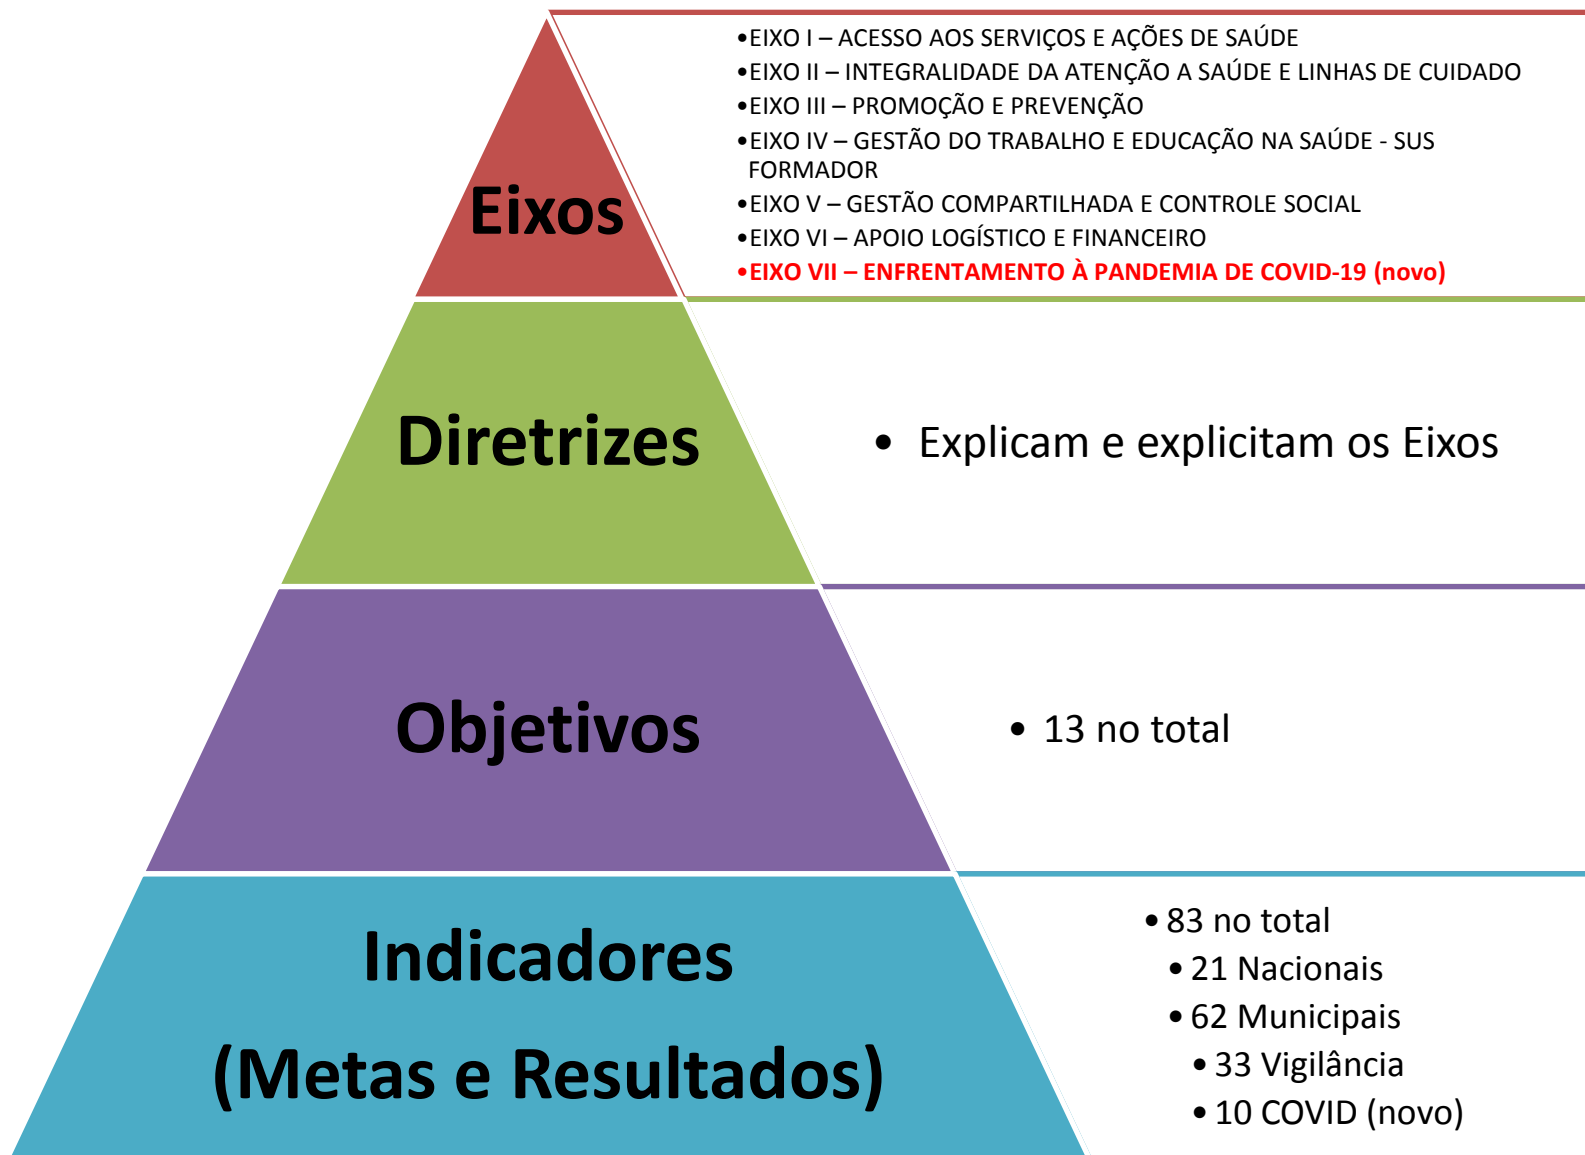 •EIXO I – ACESSO AOS SERVIÇOS E AÇÕES DE SAÚDE
•EIXO II – INTEGRALIDADE DA ATENÇÃO A SAÚDE E LINHAS DE CUIDADO
•EIXO III – PROMOÇÃO E PREVENÇÃO
•EIXO IV – GESTÃO DO TRABALHO E EDUCAÇÃO NA SAÚDE - SUS
FORMADOR
•EIXO V – GESTÃO COMPARTILHADA E CONTROLE SOCIAL
•EIXO VI – APOIO LOGÍSTICO E FINANCEIRO
•EIXO VII – ENFRENTAMENTO À PANDEMIA DE COVID-19 (novo)
Eixos
Diretrizes
• Explicam e explicitam os Eixos
Objetivos
• 13 no total
Indicadores
(Metas e Resultados)
• 83 no total
• 21 Nacionais
• 62 Municipais
• 33 Vigilância
• 10 COVID (novo)